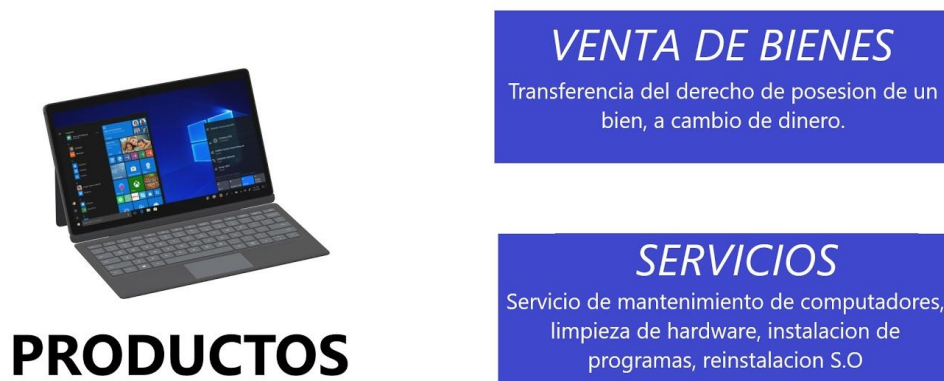 VENTA DE BIENES
Transferencia del derecho de posesion de un
bien, a cambio de dinero.
SERVICIOS
Servicio de mantenimiento de computadores,
limpieza de hardware, instalacion de
programas, reinstalacion S.O
PRODUCTOS